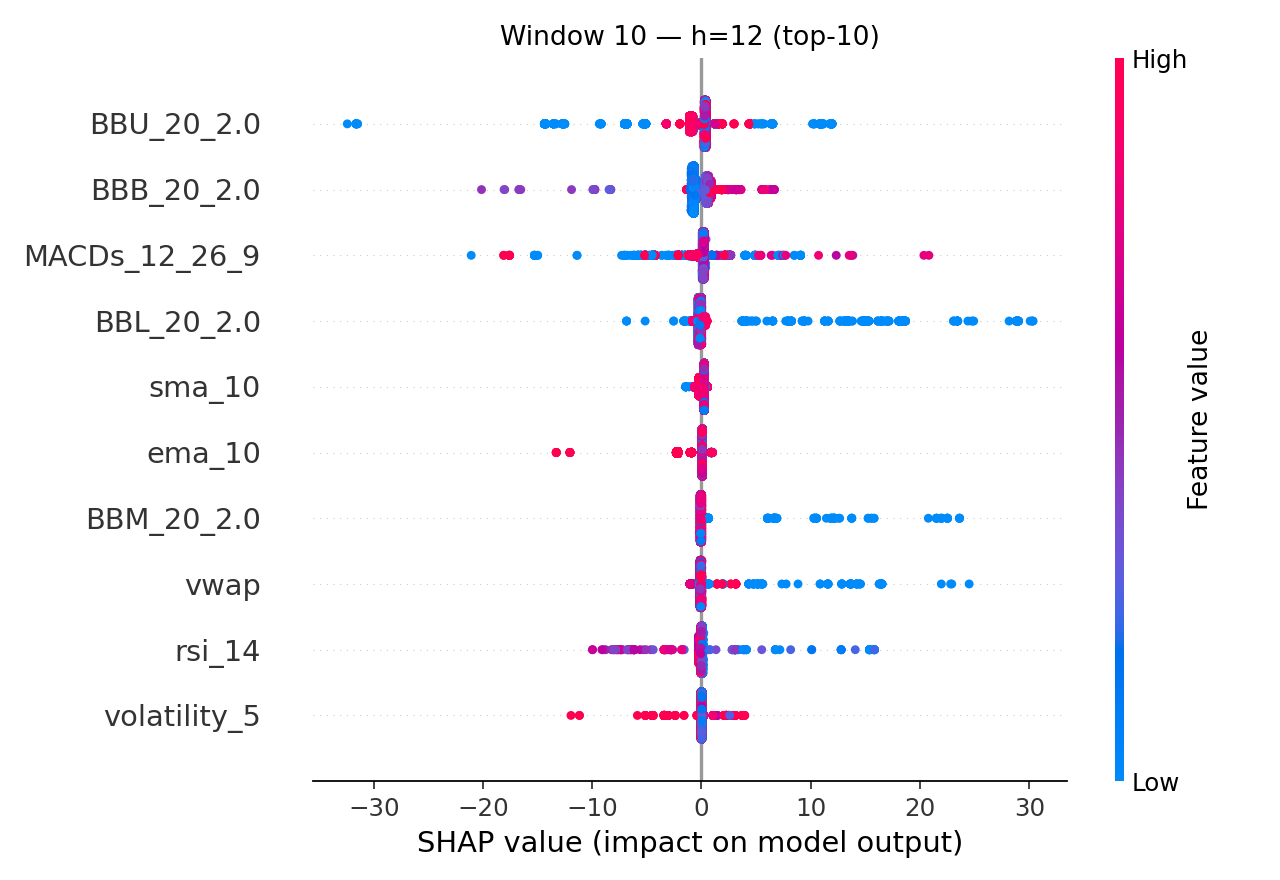 Window 10 — h=12 (top-10)
High
BBU_20_2.0
BBB_20_2.0
MACDs_12_26_9
BBL_20_2.0
sma_10
ema_10
BBM_20_2.0
vwap
rsi_14
volatility_5
Feature value
Low
−30 −20 −10 0 10 20 30
SHAP value (impact on model output)